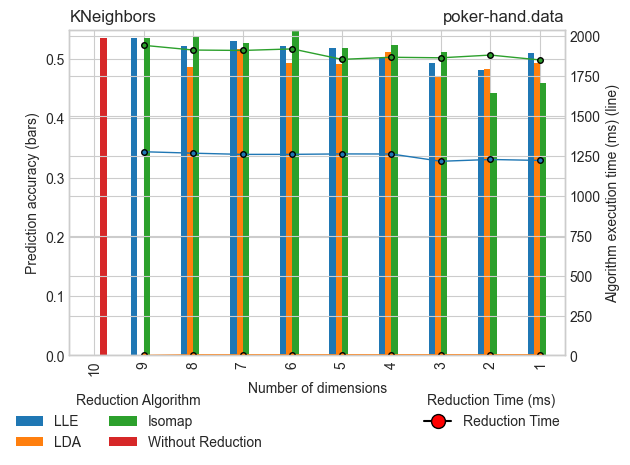 KNeighbors poker-hand.data
Prediction accuracy (bars)
0.5
0.4
0.3
0.2
0.1
0.0
2000
1750
1500
1250
1000
750
500
250
0
Algorithm execution time (ms) (line)
10 9 8 7 6 5 4 3 2 1
Number of dimensions
Reduction Algorithm
LLE Isomap
LDA Without Reduction
Reduction Time (ms)
Reduction Time